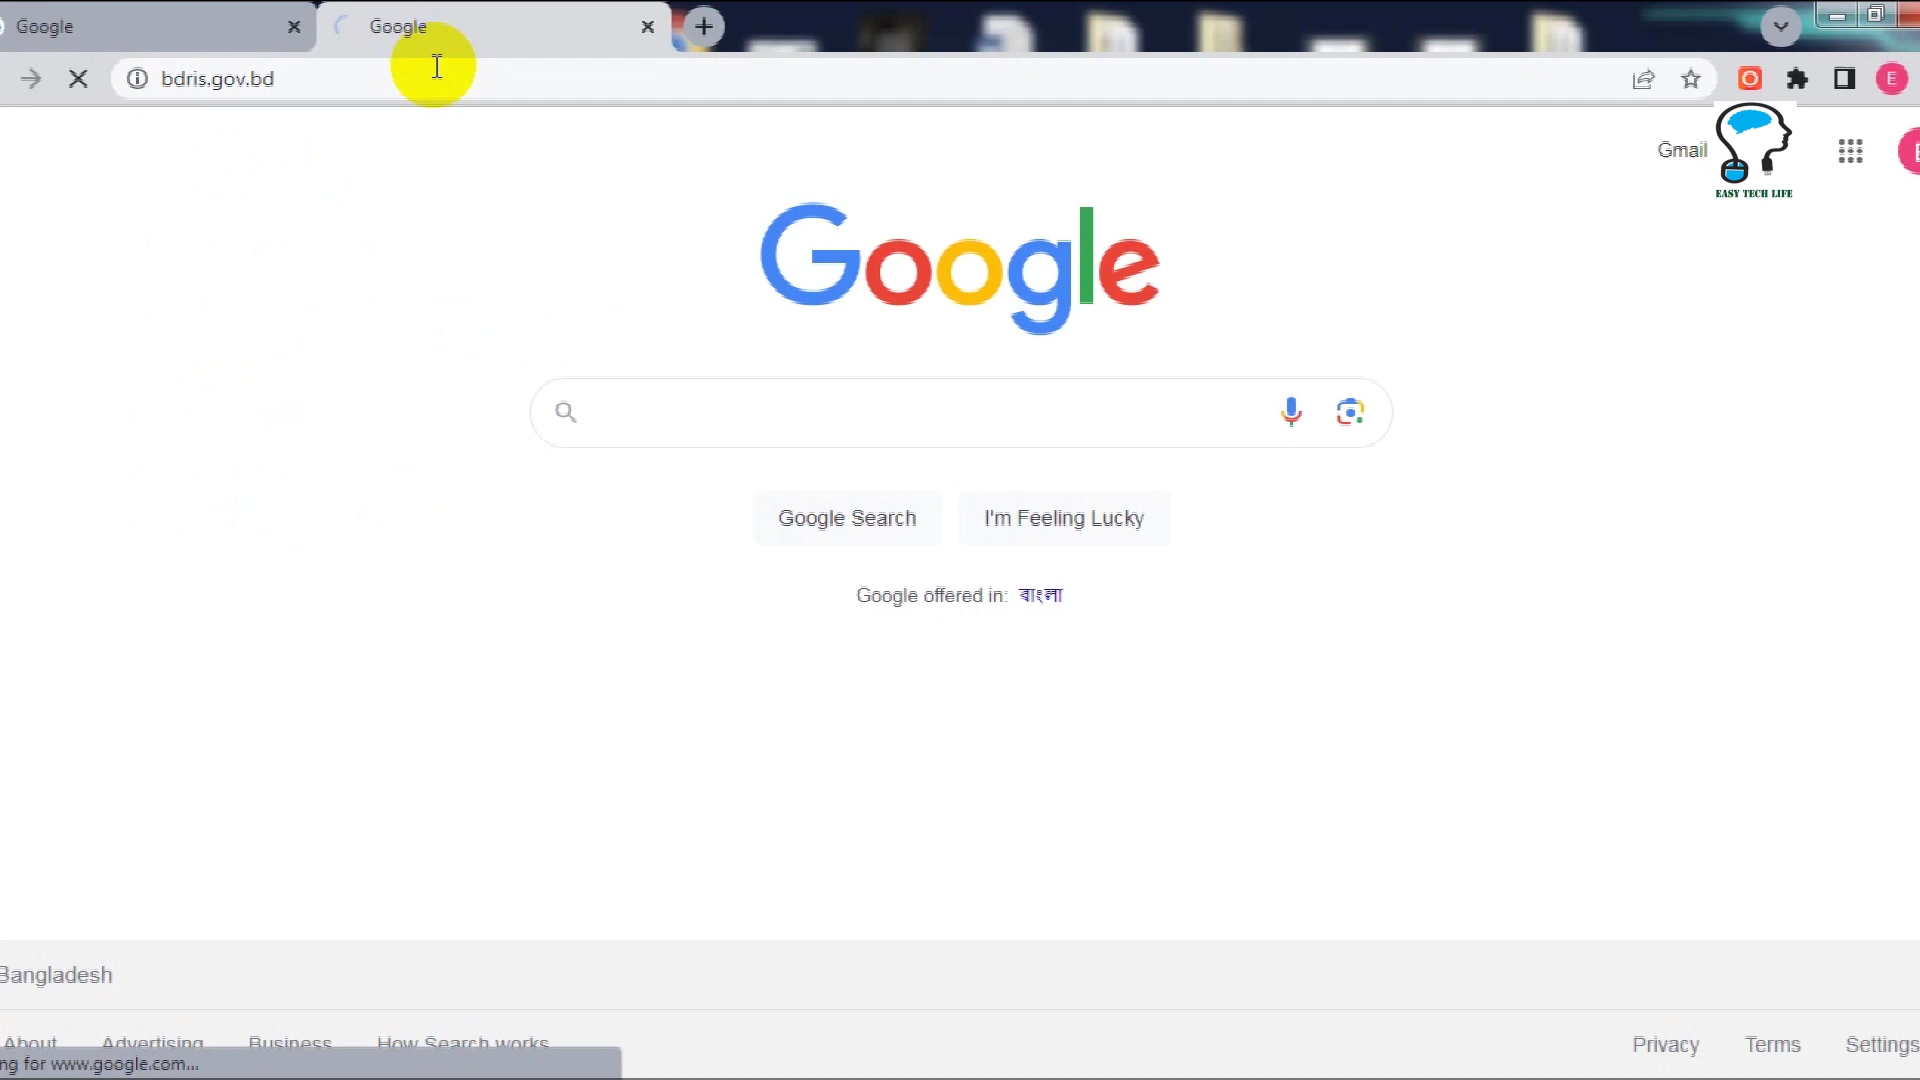 Google
Google
bdris.gov.bd
E
Gmail
EASY TECH LIFE
Google
Google Search
I'm Feeling Lucky
Google offered in: বাংলা
Bangladesh
About
Advertising
Business
How Search works
Privacy
Terms
Settings
ng for www.google.com...